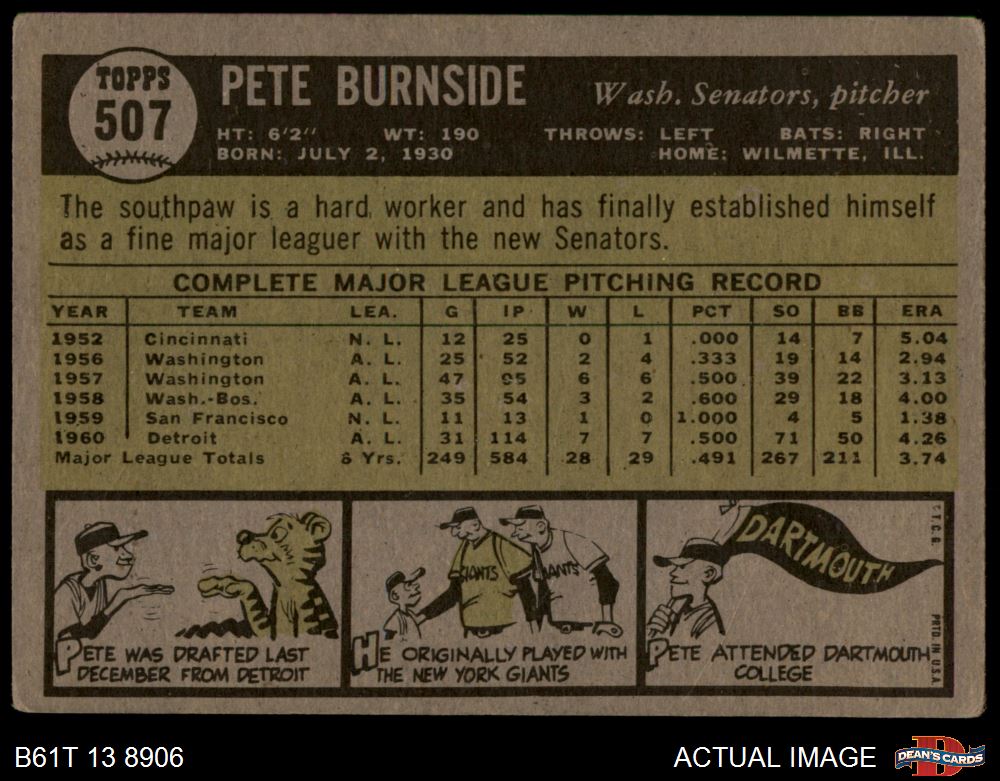 TOPPS
507
PETE BURNSIDE
Wash. Senators, pitcher
HT: 6'2" WT: 190 THROWS: LEFT BATS: RIGHT
BORN: JULY 2, 1930 HOME: WILMETTE, ILL.
The southpaw is a hard worker and has finally established himself
as a fine major leaguer with the new Senators.
COMPLETE MAJOR LEAGUE PITCHING RECORD
YEAR TEAM LEA. G IP W L PCT SO BB ERA
1952 Cincinnati N. L. 12 25 0 1 .000 14 7 5.04
1956 Washington A. L. 25 52 2 4 .333 19 14 2.94
1957 Washington A. L. 47 95 6 6 .500 39 22 3.13
1958 Wash.-Bos. A. L. 35 54 3 2 .600 29 18 4.00
1959 San Francisco N. L. 11 13 1 0 1.000 4 5 1.38
1960 Detroit A. L. 31 114 7 7 .500 71 50 4.26
Major League Totals 6 Yrs. 249 584 28 29 .491 267 211 3.74
GIANTS
GIANTS
DARTMOUTH
PETE WAS DRAFTED LAST
DECEMBER FROM DETROIT
HE ORIGINALLY PLAYED WITH
THE NEW YORK GIANTS
PETE ATTENDED DARTMOUTH
COLLEGE
T.C.G.
PRTD. IN U.S.A.
B61T 13 8906
ACTUAL IMAGE
D
DEAN'S CARDS